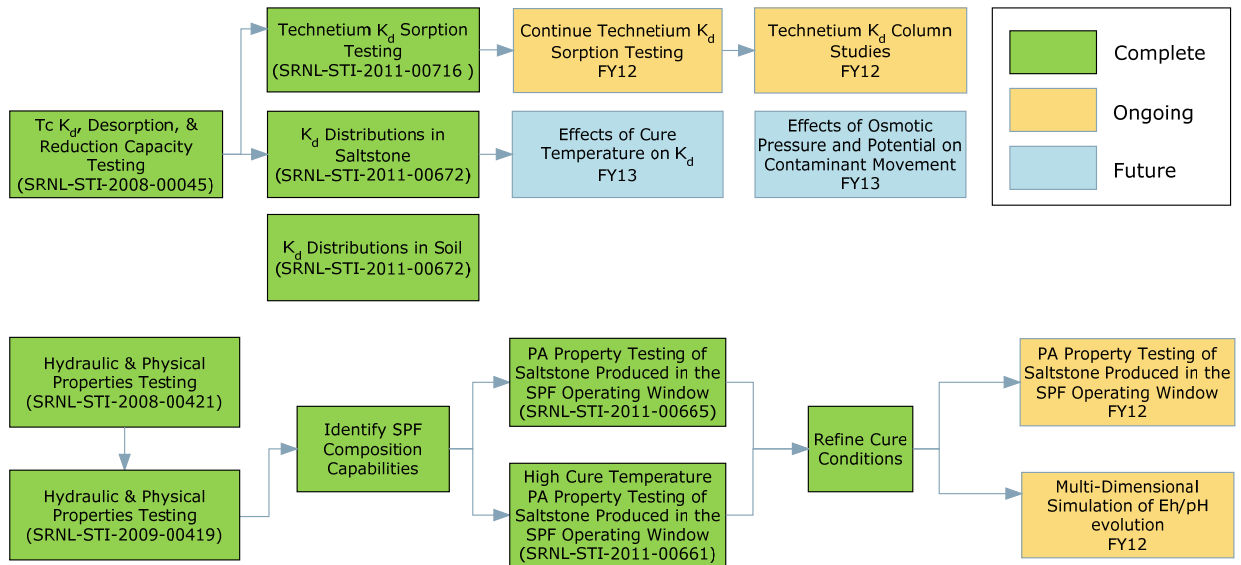 Technetium Kd Sorption
Testing
(SRNL-STI-2011-00716 )
Continue Technetium Kd
Sorption Testing
FY12
Technetium Kd Column
Studies
FY12
Complete
Ongoing
Future
Tc Kd, Desorption, &
Reduction Capacity
Testing
(SRNL-STI-2008-00045)
Kd Distributions in
Saltstone
(SRNL-STI-2011-00672)
Effects of Cure
Temperature on Kd
FY13
Effects of Osmotic
Pressure and Potential on
Contaminant Movement
FY13
Kd Distributions in Soil
(SRNL-STI-2011-00672)
Hydraulic & Physical
Properties Testing
(SRNL-STI-2008-00421)
Hydraulic & Physical
Properties Testing
(SRNL-STI-2009-00419)
Identify SPF
Composition
Capabilities
PA Property Testing of
Saltstone Produced in the
SPF Operating Window
(SRNL-STI-2011-00665)
High Cure Temperature
PA Property Testing of
Saltstone Produced in the
SPF Operating Window
(SRNL-STI-2011-00661)
Refine Cure
Conditions
PA Property Testing of
Saltstone Produced in the
SPF Operating Window
FY12
Multi-Dimensional
Simulation of Eh/pH
evolution
FY12